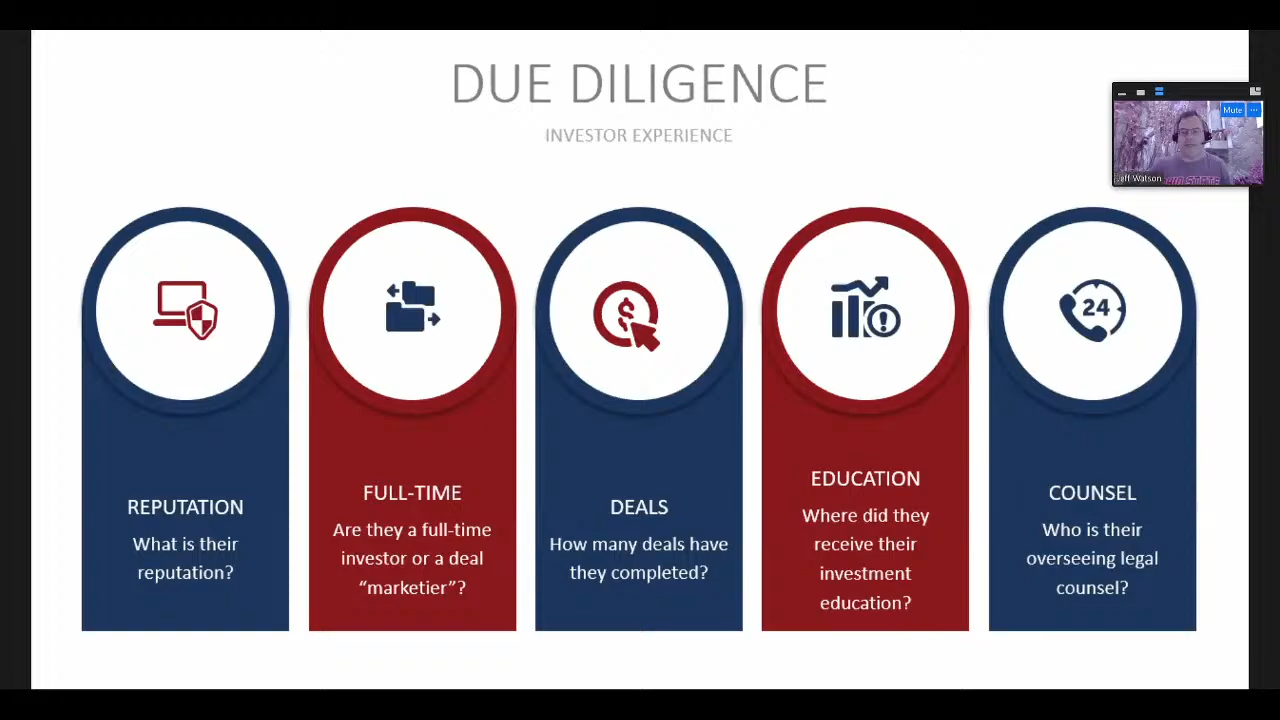 DUE DILIGENCE
INVESTOR EXPERIENCE
Mute
Jeff Watson
24
REPUTATION
What is their
reputation?
FULL-TIME
Are they a full-time
investor or a deal
“marketier”?
DEALS
How many deals have
they completed?
EDUCATION
Where did they
receive their
investment
education?
COUNSEL
Who is their
overseeing legal
counsel?